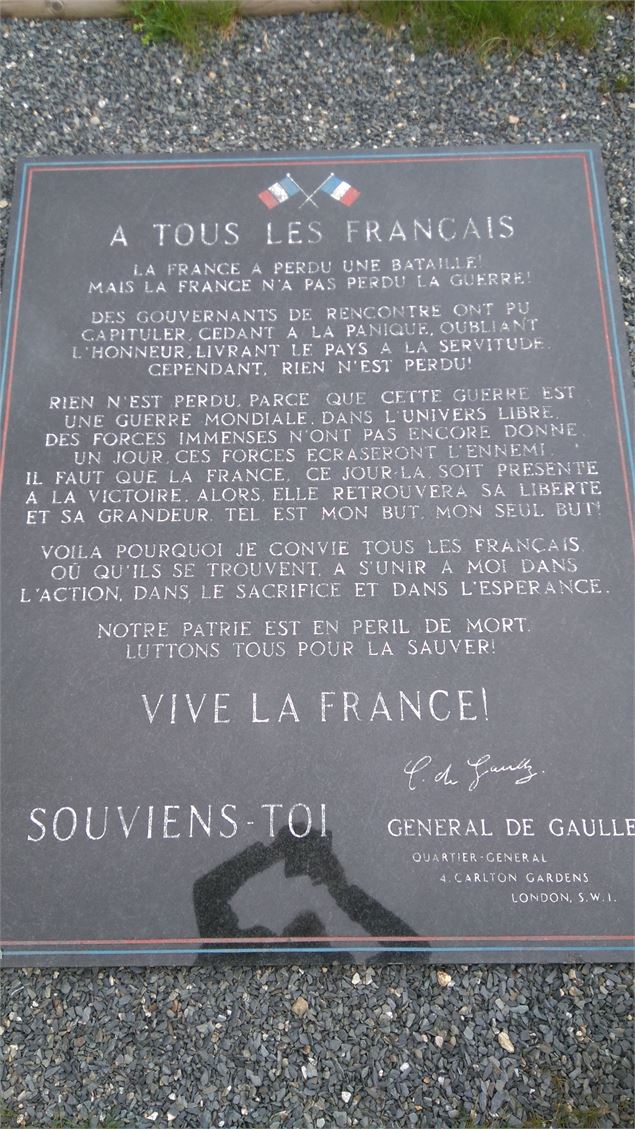 A TOUS LES FRANÇAIS
LA FRANCE A PERDU UNE BATAILLE!
MAIS LA FRANCE N'A PAS PERDU LA GUERRE!
DES GOUVERNANTS DE RENCONTRE ONT PU
CAPITULER, CEDANT A LA PANIQUE, OUBLIANT
L'HONNEUR, LIVRANT LE PAYS A LA SERVITUDE.
CEPENDANT, RIEN N'EST PERDU!
RIEN N'EST PERDU, PARCE QUE CETTE GUERRE EST
UNE GUERRE MONDIALE. DANS L'UNIVERS LIBRE,
DES FORCES IMMENSES N'ONT PAS ENCORE DONNE.
UN JOUR, CES FORCES ECRASERONT L'ENNEMI.
IL FAUT QUE LA FRANCE, CE JOUR-LA, SOIT PRESENTE
A LA VICTOIRE. ALORS, ELLE RETROUVERA SA LIBERTE
ET SA GRANDEUR. TEL EST MON BUT, MON SEUL BUT!
VOILA POURQUOI JE CONVIE TOUS LES FRANÇAIS,
OÙ QU'ILS SE TROUVENT, A S'UNIR A MOI DANS
L'ACTION, DANS LE SACRIFICE ET DANS L'ESPERANCE.
NOTRE PATRIE EST EN PERIL DE MORT.
LUTTONS TOUS POUR LA SAUVER!
VIVE LA FRANCE!
C. de Gaulle.
SOUVIENS-TOI
GENERAL DE GAULLE
QUARTIER-GENERAL
4, CARLTON GARDENS
LONDON, S.W.1.